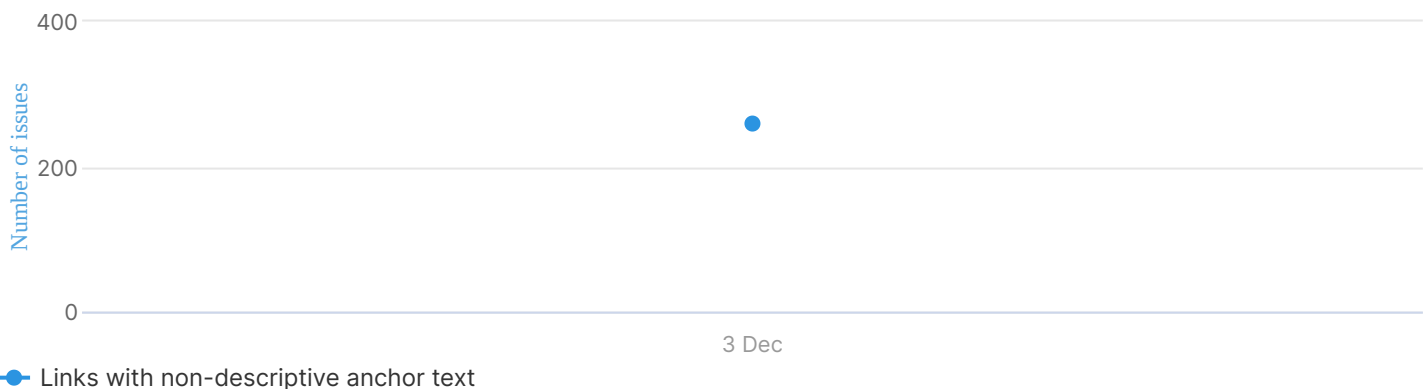 400
Number of issues
200
0
3 Dec
Links with non-descriptive anchor text